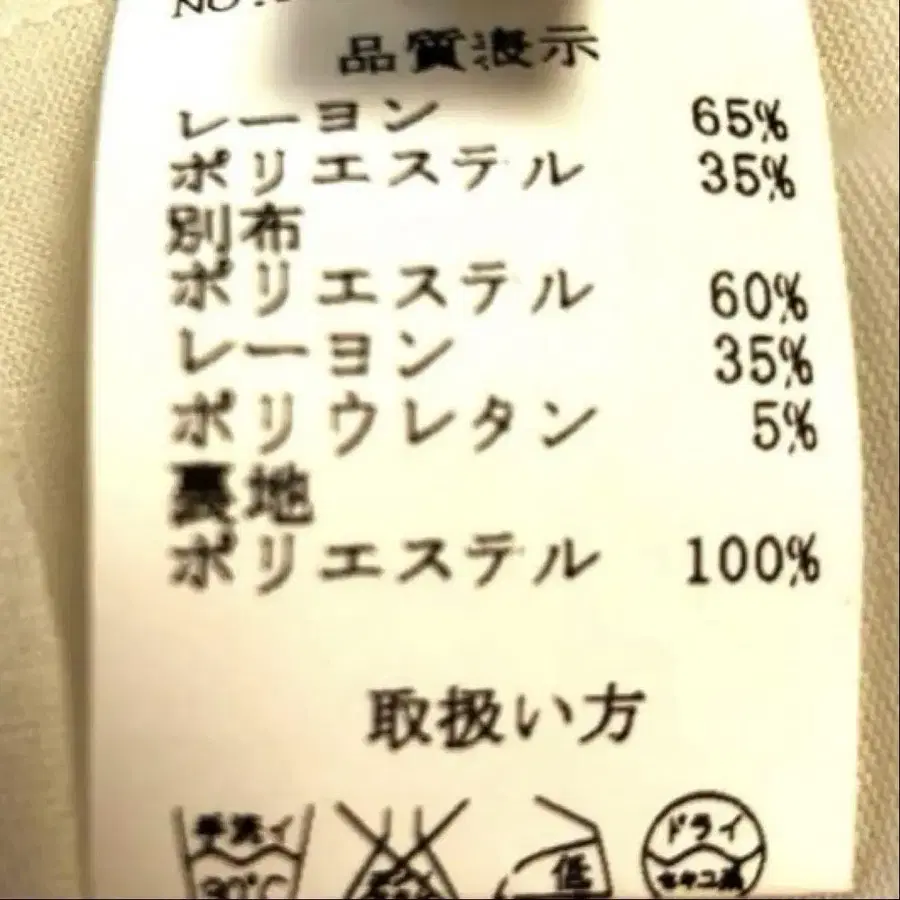 NO.
品質表示
レーヨン 65%
ポリエステル 35%
別布
ポリエステル 60%
レーヨン 35%
ポリウレタン 5%
裏地
ポリエステル 100%
取扱い方
手洗イ 低 ドライ
30℃ セキユ系